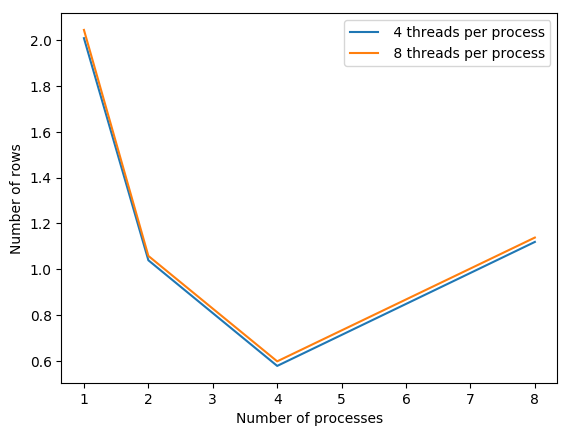 4 threads per process
8 threads per process
2.0
1.8
1.6
1.4
1.2
1.0
0.8
0.6
Number of rows
1 2 3 4 5 6 7 8
Number of processes